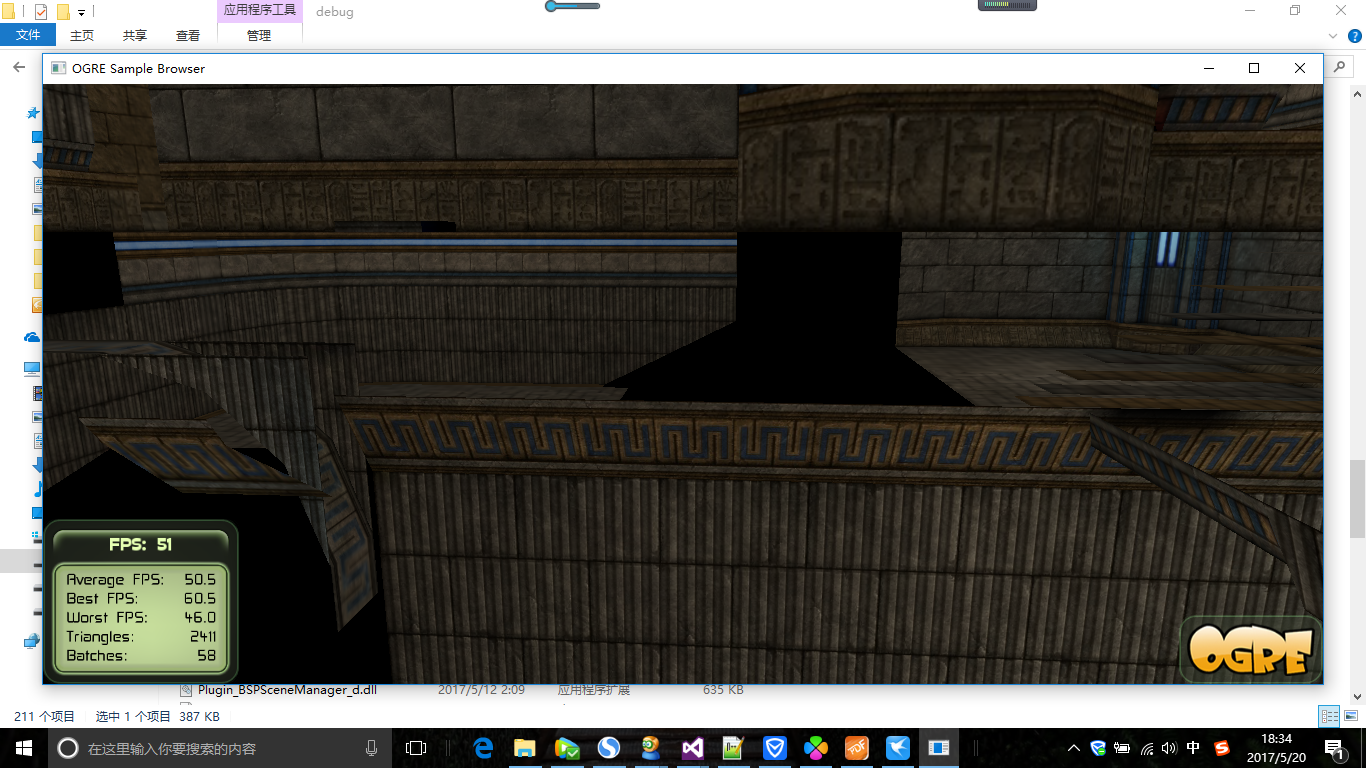 应用程序工具
debug
文件
主页
共享
查看
管理
OGRE Sample Browser
FPS: 51
Average FPS: 50.5
Best FPS: 60.5
Worst FPS: 46.0
Triangles: 2411
Batches: 58
OGRE
Plugin_BSPSceneManager_d.dll 2017/5/12 2:09 应用程序扩展 635 KB
211 个项目 选中 1 个项目 387 KB
在这里输入你要搜索的内容
中
18:34
2017/5/20
1